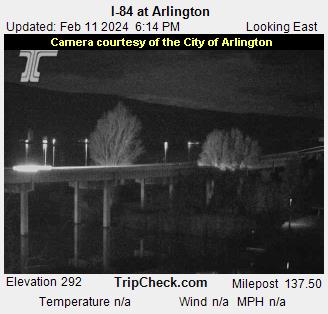 I-84 at Arlington
Updated: Feb 11 2024 6:14 PM Looking East
Camera courtesy of the City of Arlington
Elevation 292 TripCheck.com Milepost 137.50
Temperature n/a Wind n/a MPH n/a